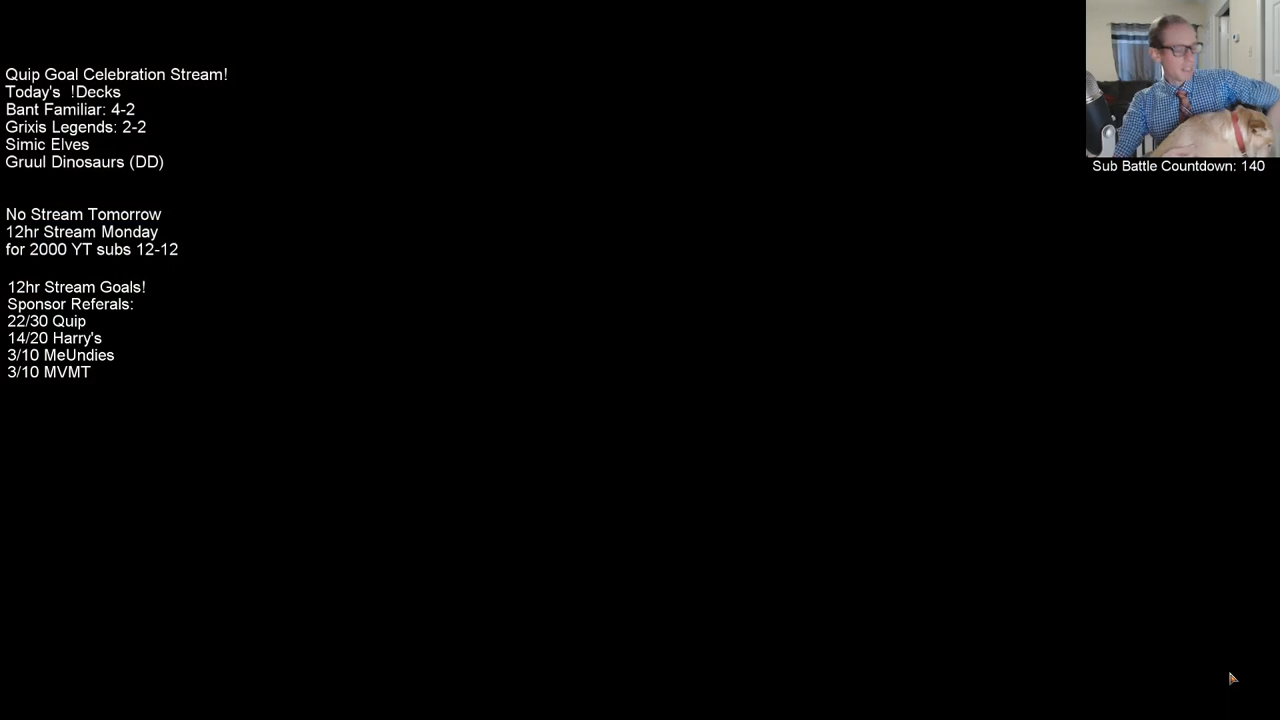 Quip Goal Celebration Stream!
Today's !Decks
Bant Familiar: 4-2
Grixis Legends: 2-2
Simic Elves
Gruul Dinosaurs (DD)
No Stream Tomorrow
12hr Stream Monday
for 2000 YT subs 12-12
12hr Stream Goals!
Sponsor Referals:
22/30 Quip
14/20 Harry's
3/10 MeUndies
3/10 MVMT
Sub Battle Countdown: 140